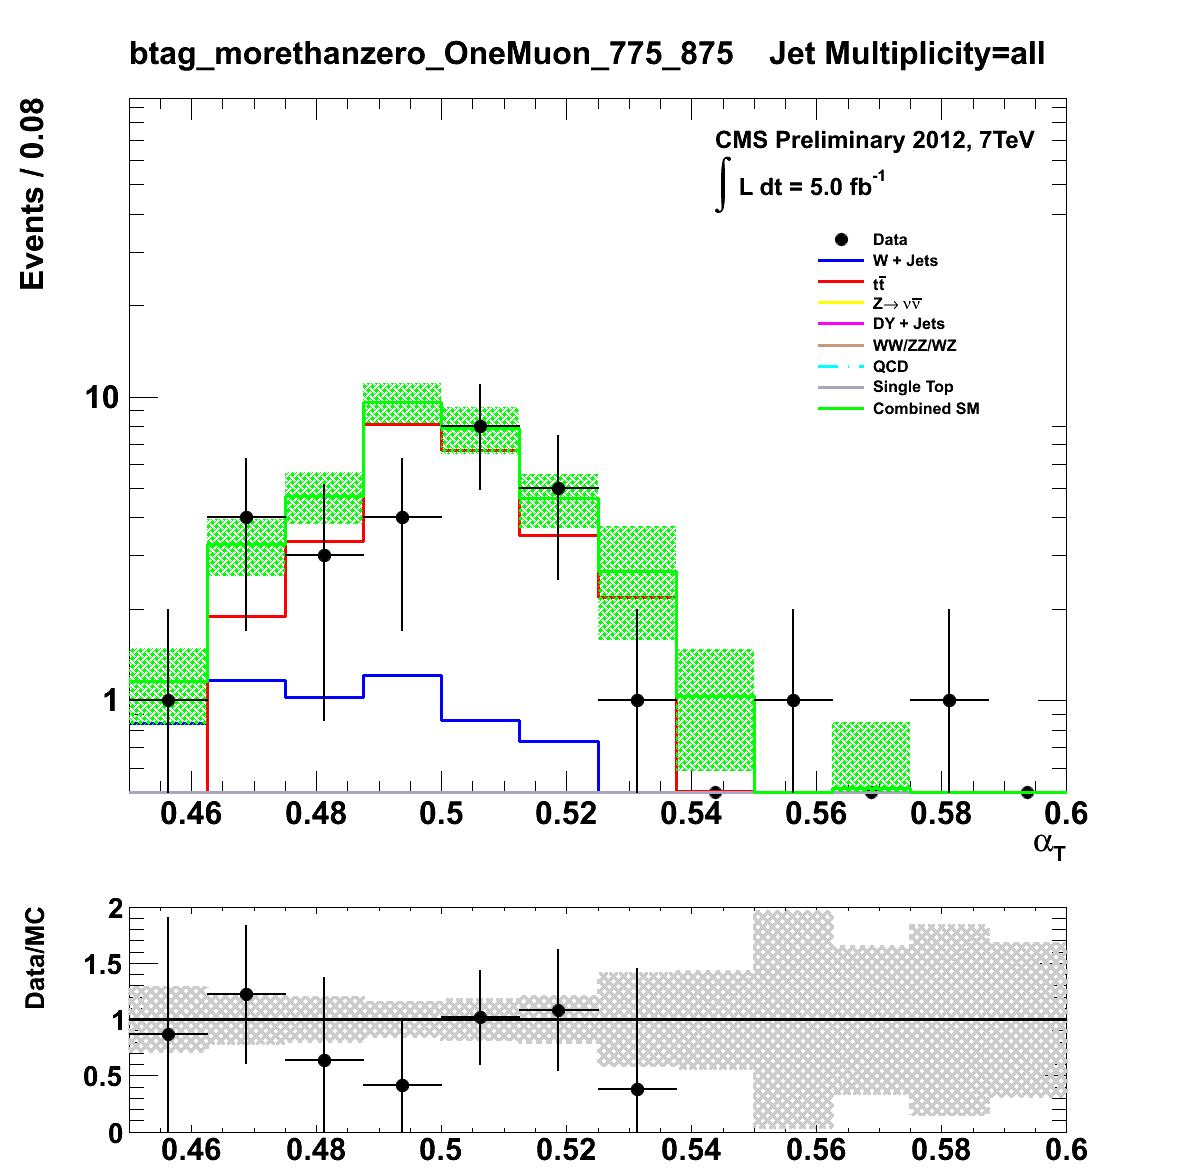 btag_morethanzero_OneMuon_775_875 Jet Multiplicity=all
Events / 0.08
CMS Preliminary 2012, 7TeV
∫ L dt = 5.0 fb⁻¹
Data
W + Jets
tt̅
Z→ νν̅
DY + Jets
WW/ZZ/WZ
QCD
Single Top
Combined SM
10
1
0.46 0.48 0.5 0.52 0.54 0.56 0.58 0.6
α_T
Data/MC
2
1.5
1
0.5
0
0.46 0.48 0.5 0.52 0.54 0.56 0.58 0.6